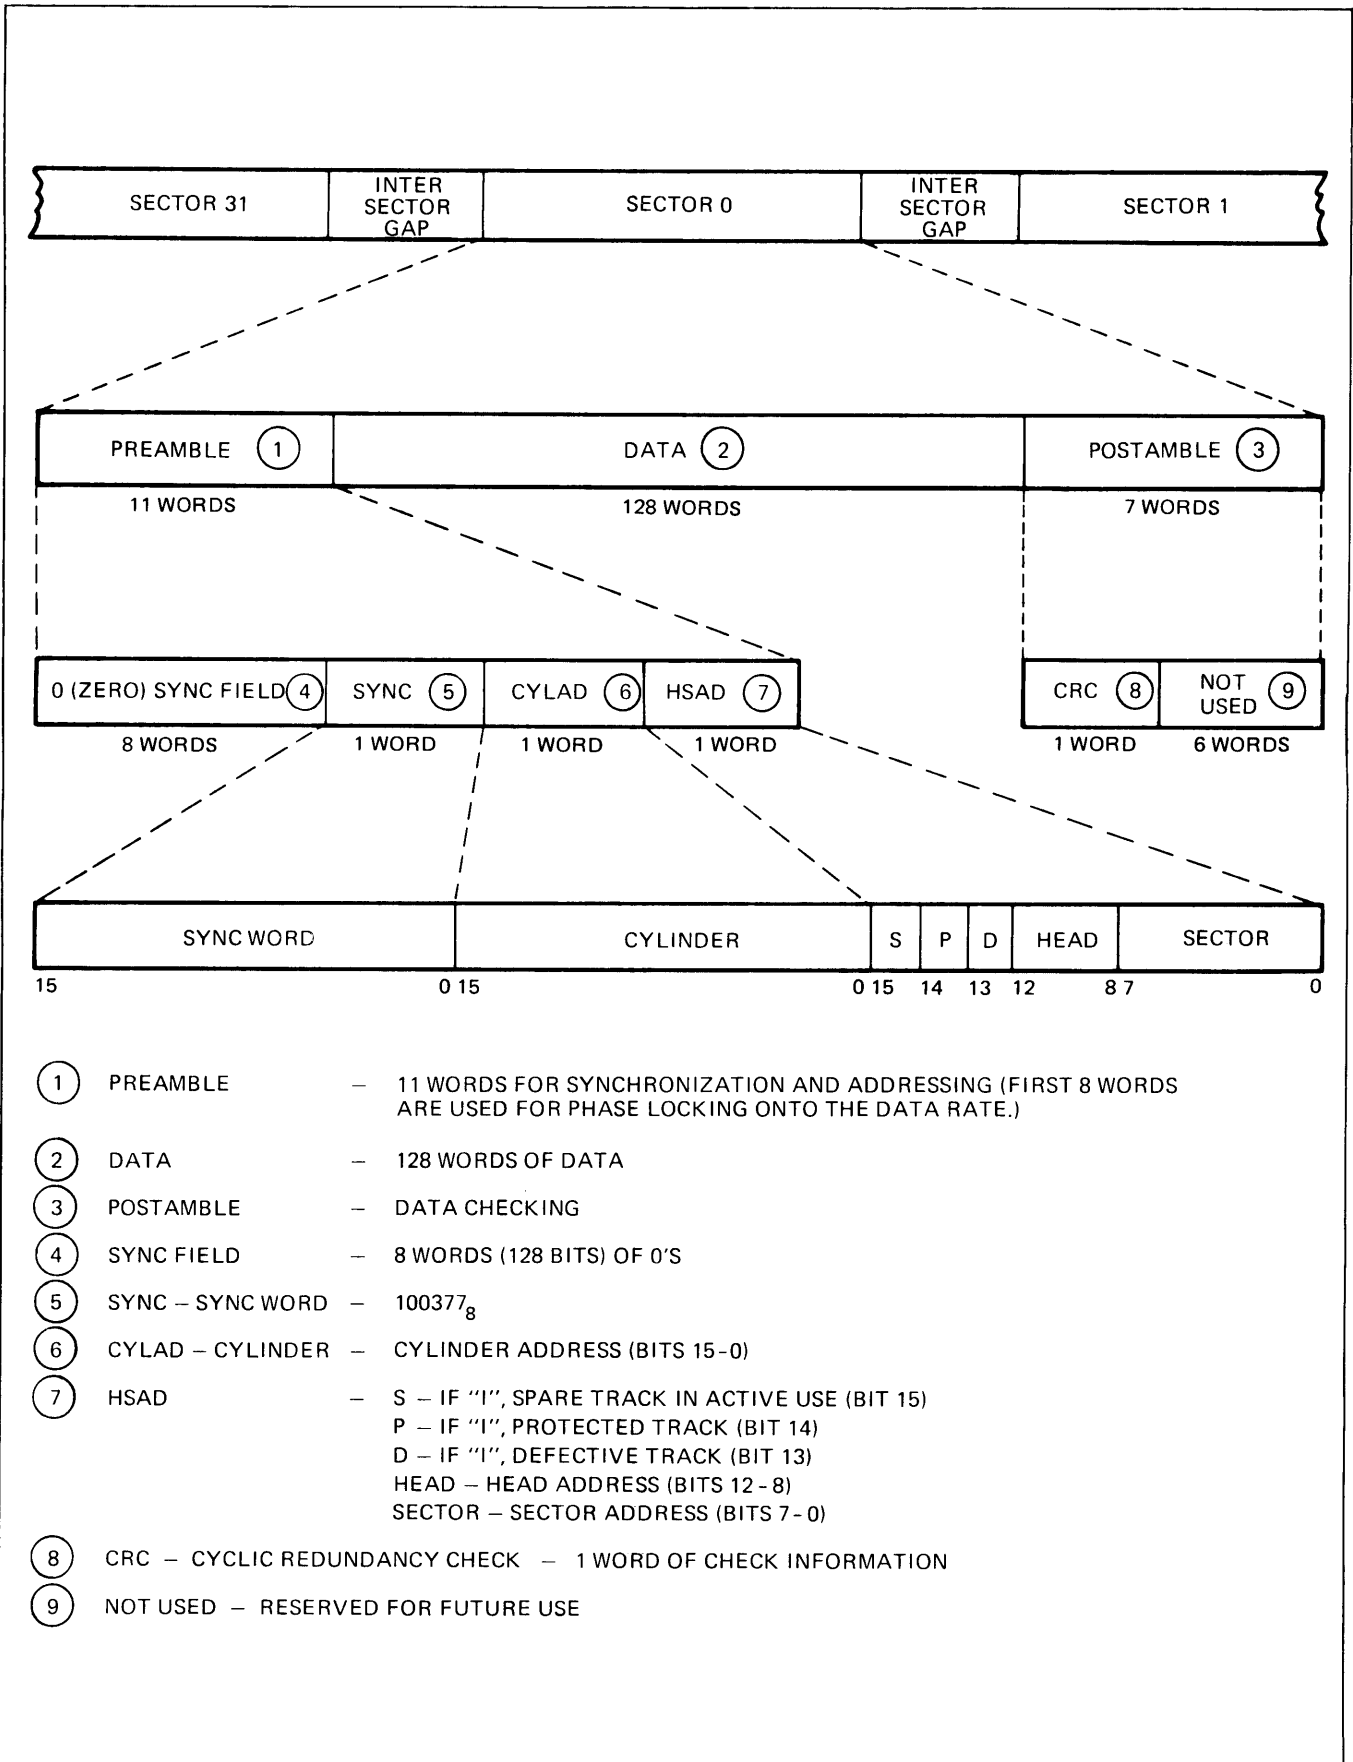 SECTOR 31
INTER
SECTOR
GAP
SECTOR 0
INTER
SECTOR
GAP
SECTOR 1
PREAMBLE 1
DATA 2
POSTAMBLE 3
11 WORDS
128 WORDS
7 WORDS
0 (ZERO) SYNC FIELD 4
SYNC 5
CYLAD 6
HSAD 7
CRC 8
NOT
USED 9
8 WORDS
1 WORD
1 WORD
1 WORD
1 WORD
6 WORDS
SYNC WORD
CYLINDER
S
P
D
HEAD
SECTOR
15 0 15 0 15 14 13 12 8 7 0
1 PREAMBLE – 11 WORDS FOR SYNCHRONIZATION AND ADDRESSING (FIRST 8 WORDS
ARE USED FOR PHASE LOCKING ONTO THE DATA RATE.)
2 DATA – 128 WORDS OF DATA
3 POSTAMBLE – DATA CHECKING
4 SYNC FIELD – 8 WORDS (128 BITS) OF 0'S
5 SYNC – SYNC WORD – 100377₈
6 CYLAD – CYLINDER – CYLINDER ADDRESS (BITS 15-0)
7 HSAD – S – IF "I", SPARE TRACK IN ACTIVE USE (BIT 15)
P – IF "I", PROTECTED TRACK (BIT 14)
D – IF "I", DEFECTIVE TRACK (BIT 13)
HEAD – HEAD ADDRESS (BITS 12-8)
SECTOR – SECTOR ADDRESS (BITS 7-0)
8 CRC – CYCLIC REDUNDANCY CHECK – 1 WORD OF CHECK INFORMATION
9 NOT USED – RESERVED FOR FUTURE USE